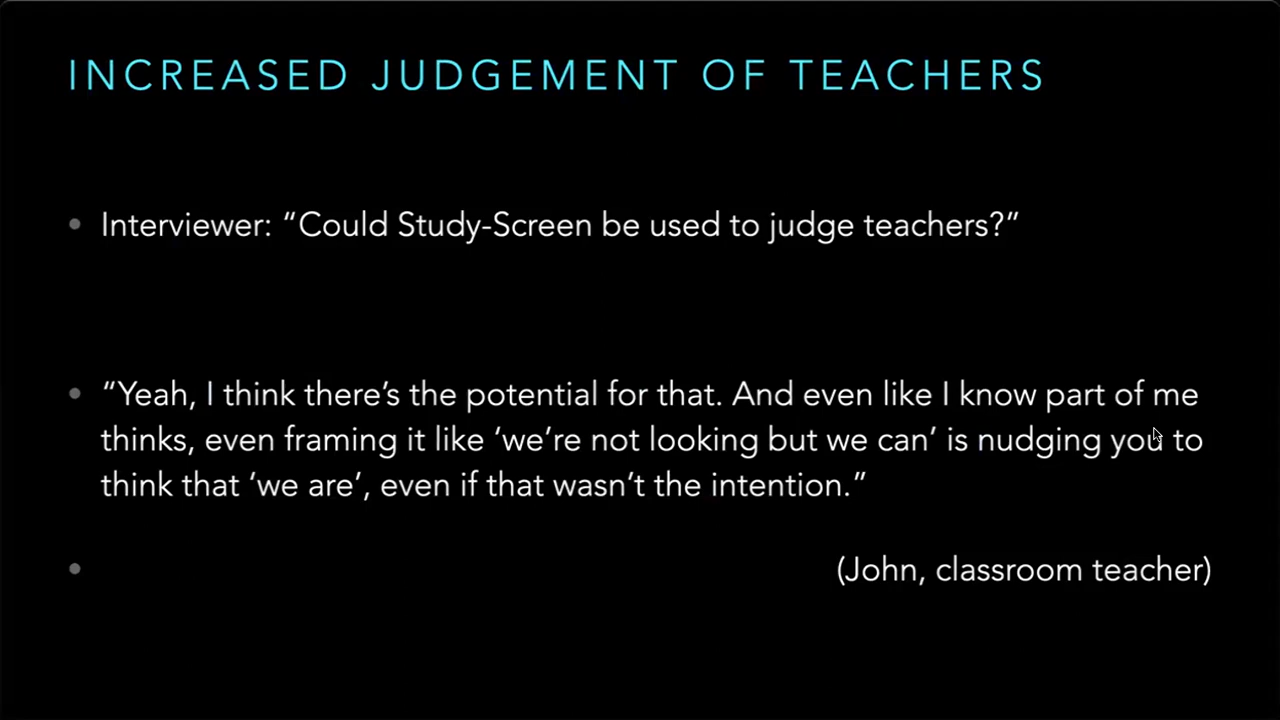 INCREASED JUDGEMENT OF TEACHERS
• Interviewer: “Could Study-Screen be used to judge teachers?”
• “Yeah, I think there’s the potential for that. And even like I know part of me
thinks, even framing it like ‘we’re not looking but we can’ is nudging you to
think that ‘we are’, even if that wasn’t the intention.”
• (John, classroom teacher)